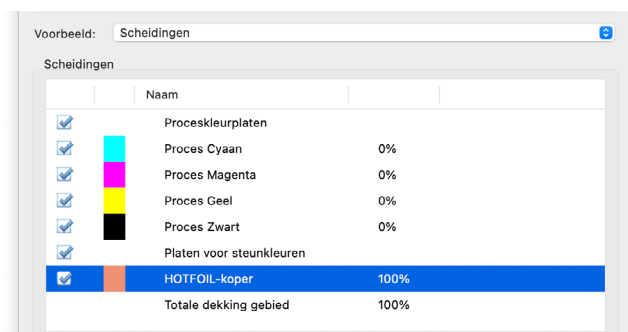 Voorbeeld: Scheidingen
Scheidingen
Naam
Proceskleurplaten
Proces Cyaan 0%
Proces Magenta 0%
Proces Geel 0%
Proces Zwart 0%
Platen voor steunkleuren
HOTFOIL-koper 100%
Totale dekking gebied 100%